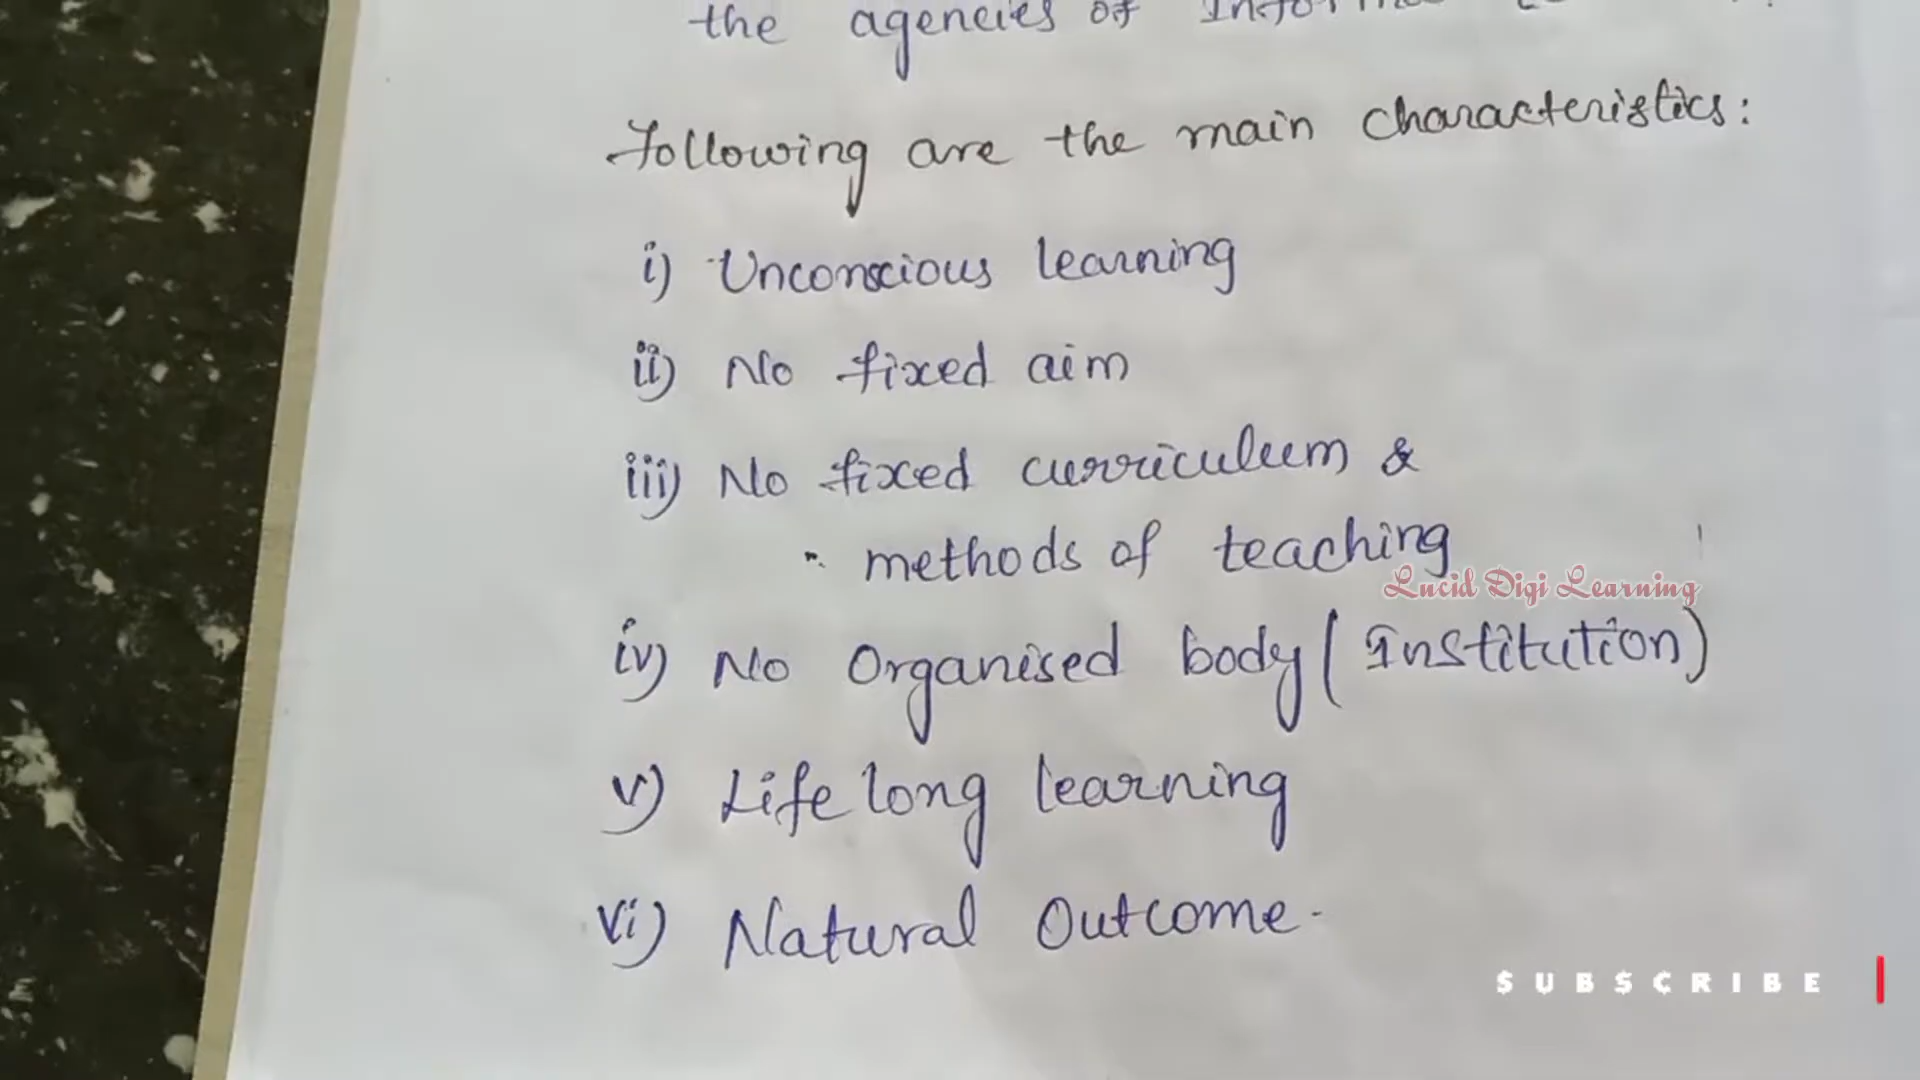 the agencies of
Following are the main characteristics:
i) Unconscious learning
ii) No fixed aim
iii) No fixed curriculum &
methods of teaching
Lucid Digi Learning
iv) No Organised body (Institution)
v) Life long learning
vi) Natural Outcome.
SUBSCRIBE